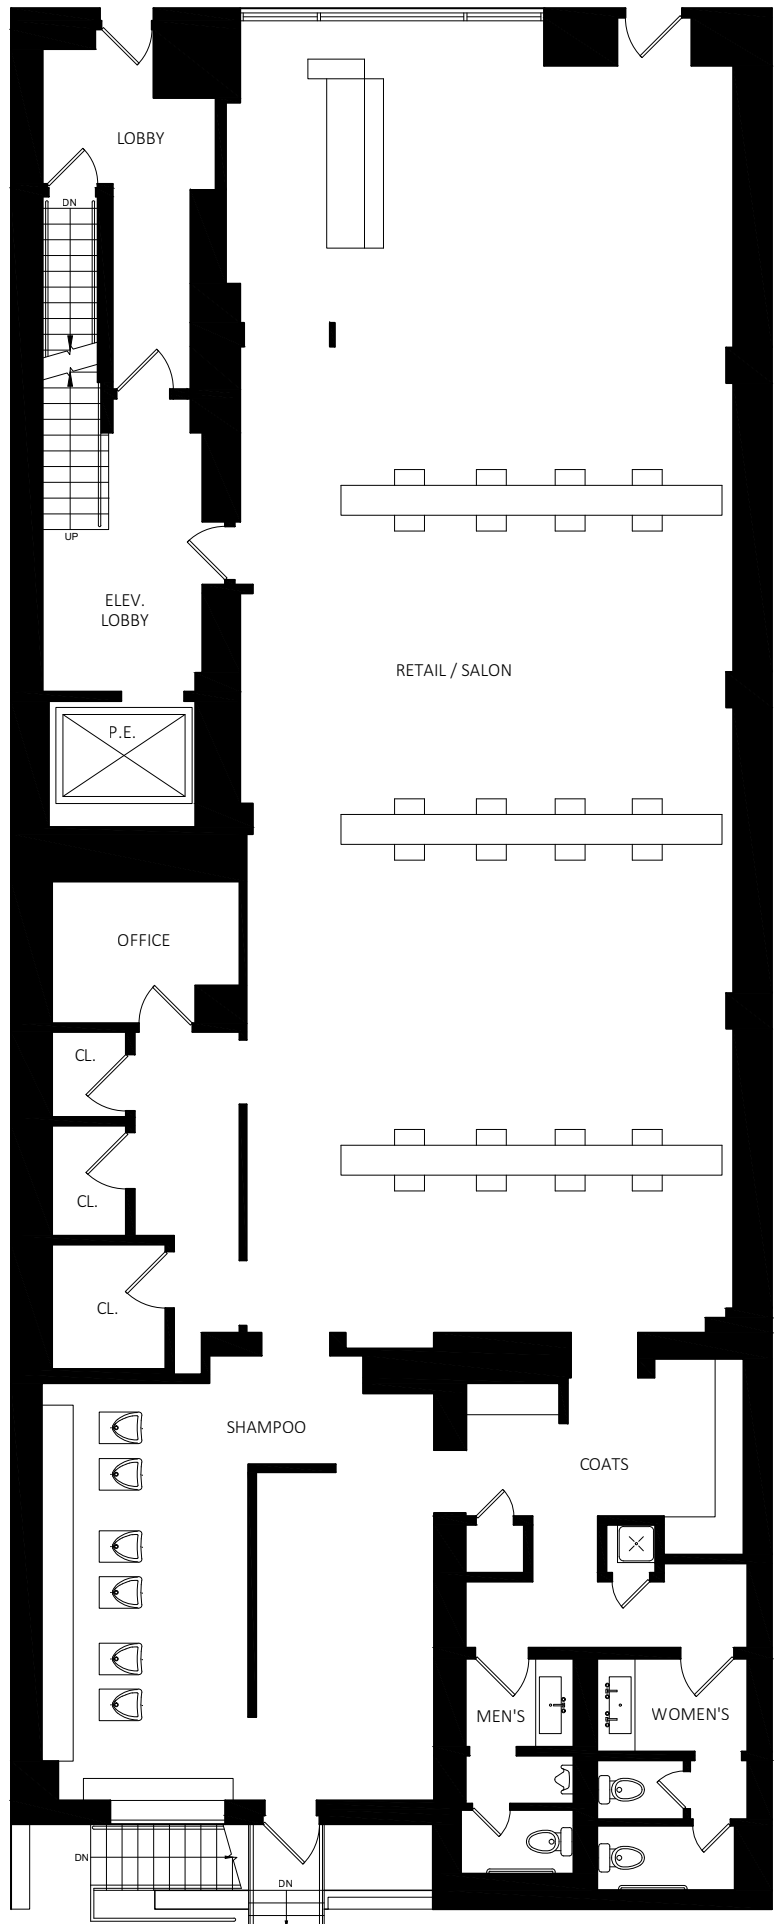 LOBBY
DN
UP
ELEV.
LOBBY
RETAIL / SALON
P.E.
OFFICE
CL.
CL.
CL.
SHAMPOO
COATS
MEN'S
WOMEN'S
DN
DN